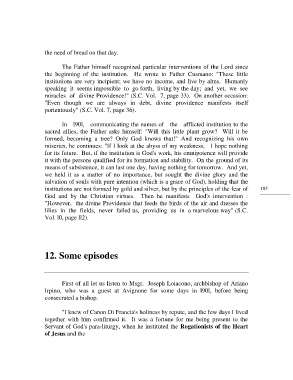 the need of bread on that day.
The Father himself recognized particular interventions of the Lord since
the beginning of the institution. He wrote to Father Cusmano: "These little
institutions are very incipient; we have no income, and live by alms. Humanly
speaking it seems impossible to go forth, living by the day; and yet, we see
miracles of divine Providence!" (S.C. Vol. 7, page 33). On another occasion:
"Even though we are always in debt, divine providence manifests itself
portentously" (S.C. Vol. 7, page 36).
In 1901, communicating the names of the afflicted institution to the
sacred allies, the Father asks himself: "Will this little plant grow? Will it be
formed, becoming a tree? Only God knows that!" And recognizing his own
miseries, he continues: "If I look at the abyss of my weakness, I hope nothing
for its future. But, if the institution is God's work, his omnipotence will provide
it with the persons qualified for its formation and stability. On the ground of its
means of subsistence, it can last one day, having nothing for tomorrow. And yet,
we held it as a matter of no importance, but sought the divine glory and the
salvation of souls with pure intention (which is a grace of God), holding that the
institutions are not formed by gold and silver, but by the principles of the fear of
God and by the Christian virtues. Then he manifests God's intervention :
"However, the divine Providence that feeds the birds of the air and dresses the
lilies in the fields, never failed us, providing us in a marvelous way" (S.C.
Vol. 10, page 112).
185
12. Some episodes
First of all let us listen to Msgr. Joseph Loiacono, archbishop of Ariano
Irpino, who was a guest at Avignone for some days in 1901, before being
consecrated a bishop.
"I knew of Canon Di Francia's holiness by repute, and the few days I lived
together with him confirmed it. It was a fortune for me being present to the
Servant of God's para-liturgy, when he instituted the Rogationists of the Heart
of Jesus and the